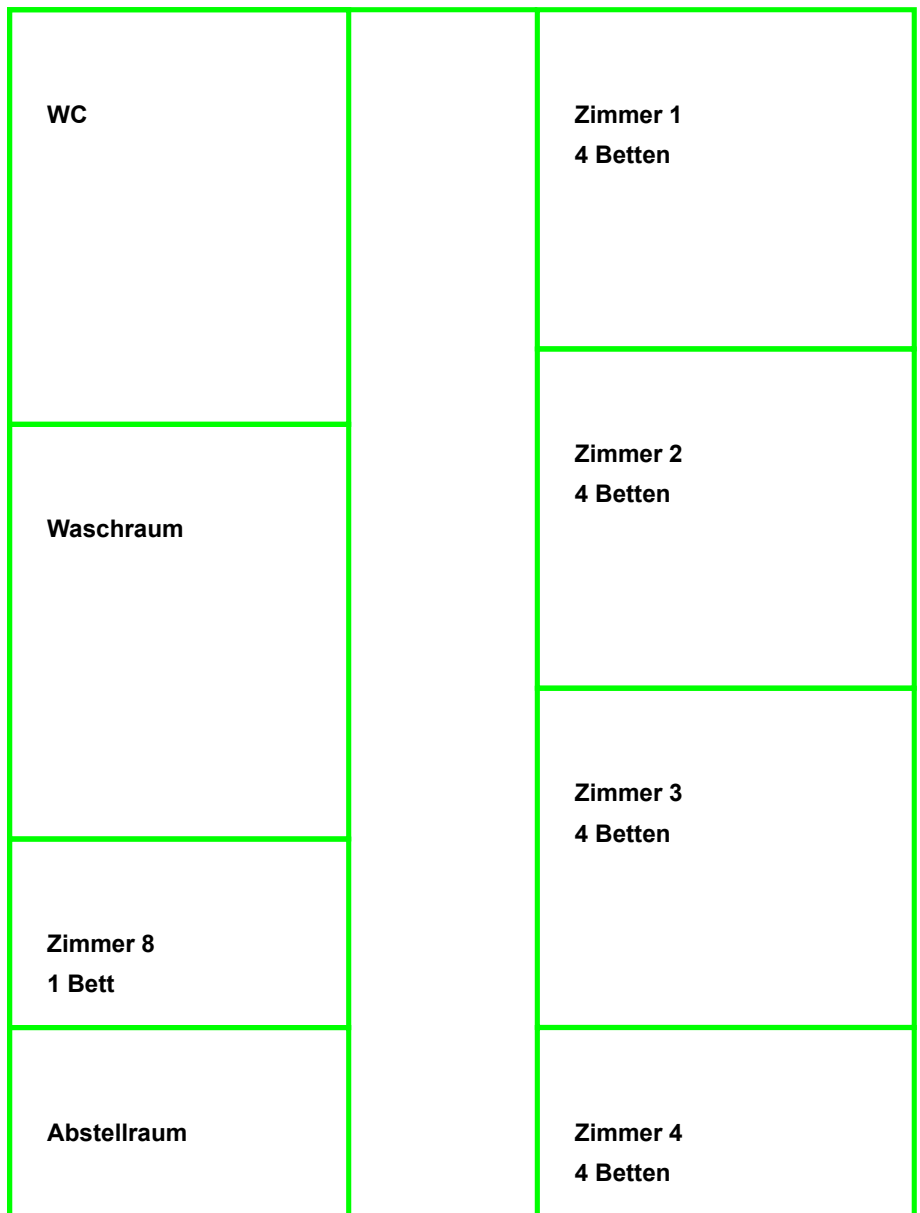 WC
Waschraum
Zimmer 8
1 Bett
Abstellraum
Zimmer 1
4 Betten
Zimmer 2
4 Betten
Zimmer 3
4 Betten
Zimmer 4
4 Betten